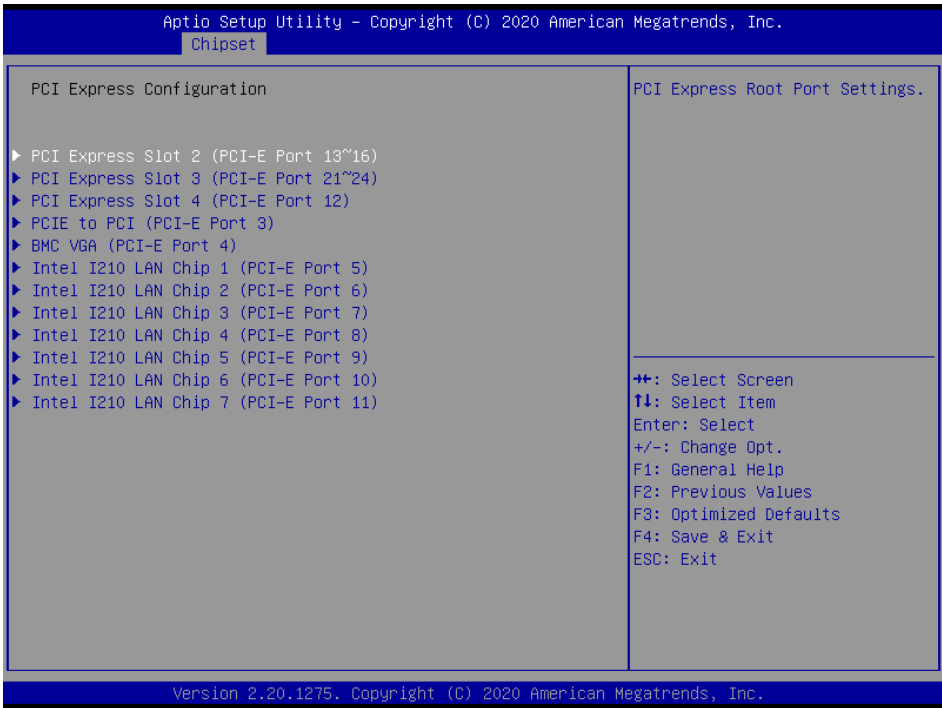 Aptio Setup Utility – Copyright (C) 2020 American Megatrends, Inc.
Chipset
PCI Express Configuration
▶ PCI Express Slot 2 (PCI-E Port 13~16)
▶ PCI Express Slot 3 (PCI-E Port 21~24)
▶ PCI Express Slot 4 (PCI-E Port 12)
▶ PCIE to PCI (PCI-E Port 3)
▶ BMC VGA (PCI-E Port 4)
▶ Intel I210 LAN Chip 1 (PCI-E Port 5)
▶ Intel I210 LAN Chip 2 (PCI-E Port 6)
▶ Intel I210 LAN Chip 3 (PCI-E Port 7)
▶ Intel I210 LAN Chip 4 (PCI-E Port 8)
▶ Intel I210 LAN Chip 5 (PCI-E Port 9)
▶ Intel I210 LAN Chip 6 (PCI-E Port 10)
▶ Intel I210 LAN Chip 7 (PCI-E Port 11)
PCI Express Root Port Settings.
→←: Select Screen
↑↓: Select Item
Enter: Select
+/-: Change Opt.
F1: General Help
F2: Previous Values
F3: Optimized Defaults
F4: Save & Exit
ESC: Exit
Version 2.20.1275. Copyright (C) 2020 American Megatrends, Inc.